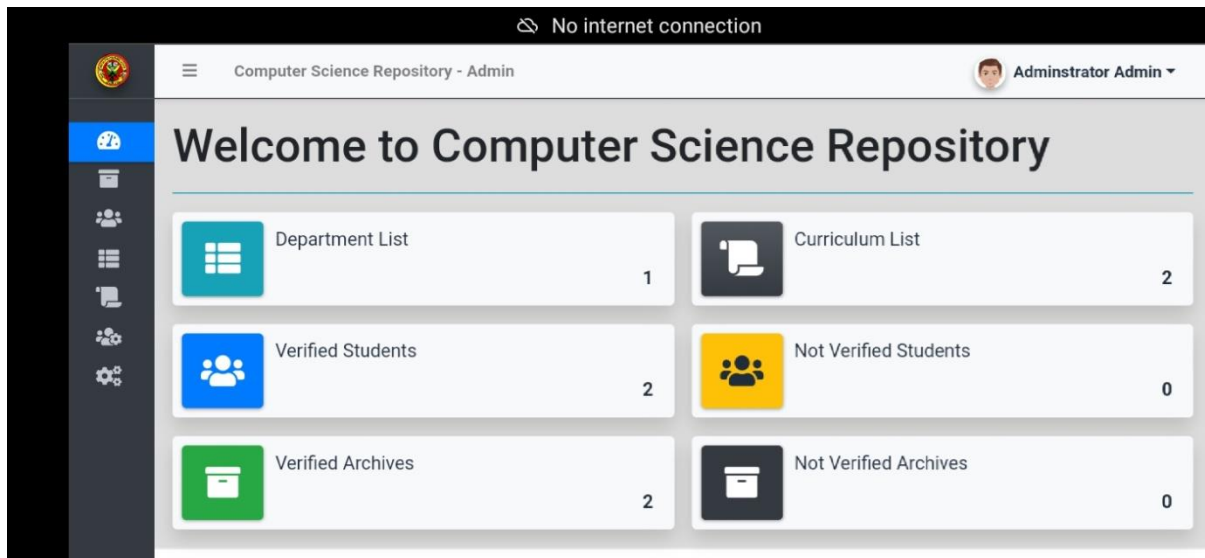 No internet connection
Computer Science Repository - Admin
Adminstrator Admin
Welcome to Computer Science Repository
Department List
1
Curriculum List
2
Verified Students
2
Not Verified Students
0
Verified Archives
2
Not Verified Archives
0